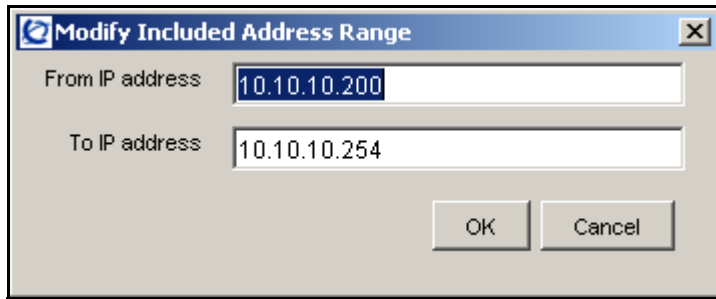 Modify Included Address Range
From IP address 10.10.10.200
To IP address 10.10.10.254
OK Cancel